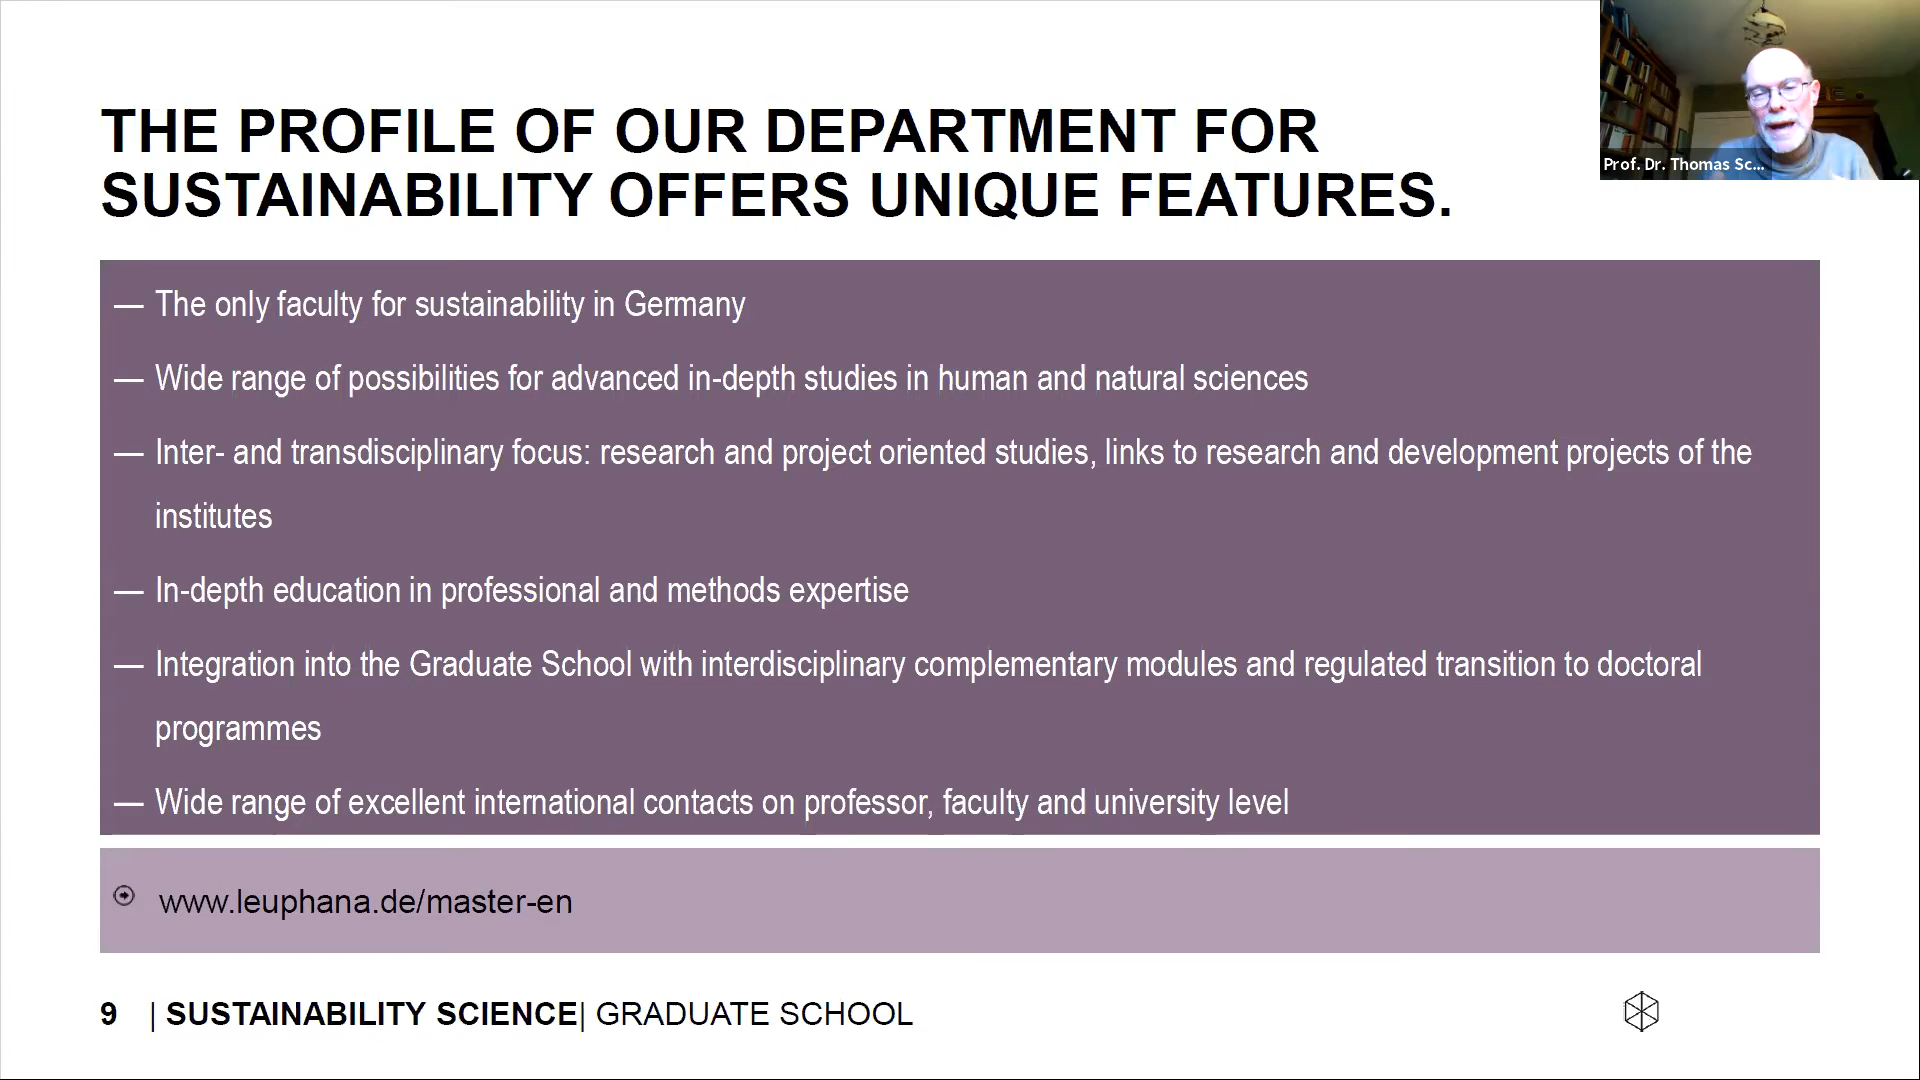 Prof. Dr. Thomas Sc...
THE PROFILE OF OUR DEPARTMENT FOR
SUSTAINABILITY OFFERS UNIQUE FEATURES.
— The only faculty for sustainability in Germany
— Wide range of possibilities for advanced in-depth studies in human and natural sciences
— Inter- and transdisciplinary focus: research and project oriented studies, links to research and development projects of the
institutes
— In-depth education in professional and methods expertise
— Integration into the Graduate School with interdisciplinary complementary modules and regulated transition to doctoral
programmes
— Wide range of excellent international contacts on professor, faculty and university level
www.leuphana.de/master-en
9 | SUSTAINABILITY SCIENCE| GRADUATE SCHOOL